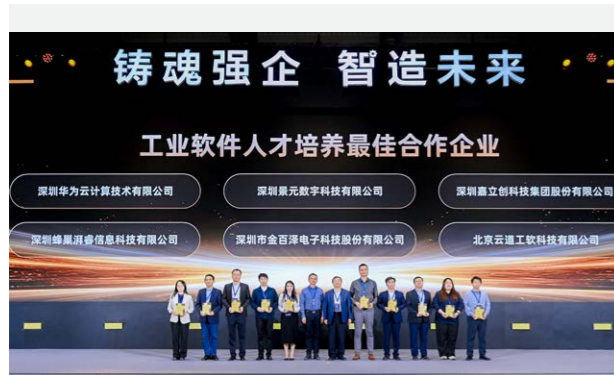 铸魂强企 智造未来
工业软件人才培养最佳合作企业
深圳华为云计算技术有限公司
深圳景元数字科技有限公司
深圳嘉立创科技集团股份有限公司
深圳蜂巢湃睿信息科技有限公司
深圳市金百泽电子科技股份有限公司
北京云道工软科技有限公司